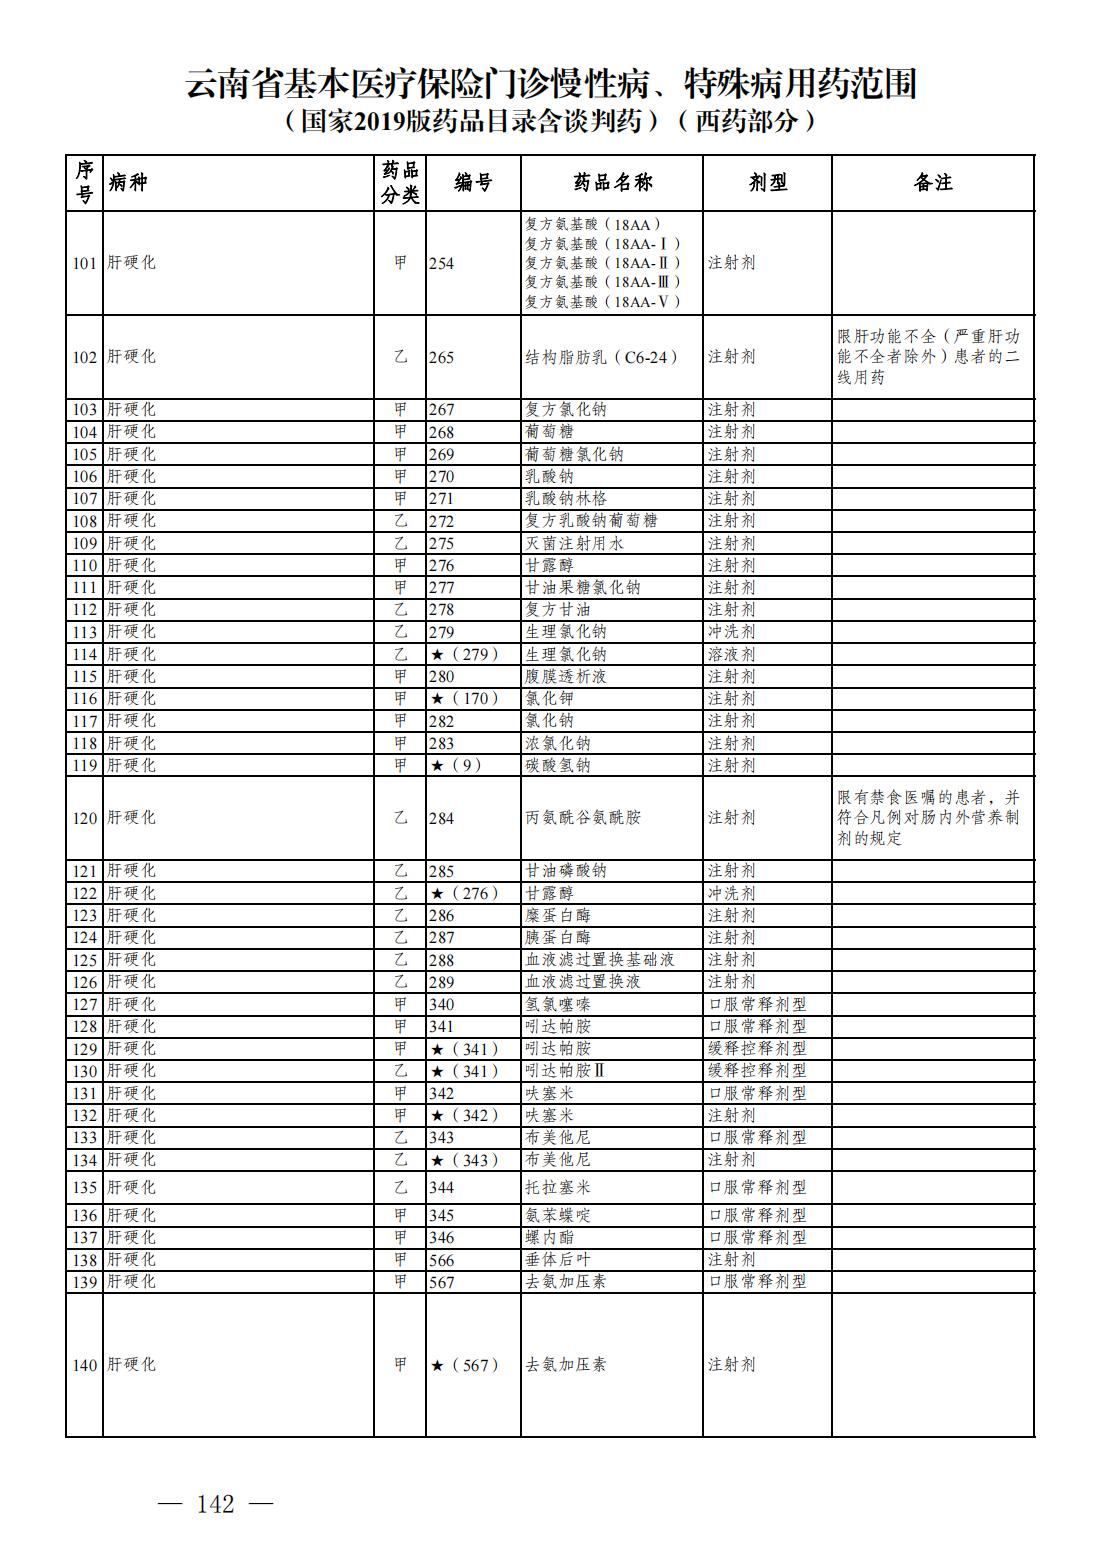 云南省基本医疗保险门诊慢性病、特殊病用药范围
（国家2019版药品目录含谈判药）（西药部分）
序号 病种 药品分类 编号 药品名称 剂型 备注
101 肝硬化 甲 254 复方氨基酸（18AA） 注射剂
复方氨基酸（18AA-Ⅰ）
复方氨基酸（18AA-Ⅱ）
复方氨基酸（18AA-Ⅲ）
复方氨基酸（18AA-Ⅴ）
102 肝硬化 乙 265 结构脂肪乳（C6-24） 注射剂 限肝功能不全（严重肝功
能不全者除外）患者的二
线用药
103 肝硬化 甲 267 复方氯化钠 注射剂
104 肝硬化 甲 268 葡萄糖 注射剂
105 肝硬化 甲 269 葡萄糖氯化钠 注射剂
106 肝硬化 甲 270 乳酸钠 注射剂
107 肝硬化 甲 271 乳酸钠林格 注射剂
108 肝硬化 乙 272 复方乳酸钠葡萄糖 注射剂
109 肝硬化 乙 275 灭菌注射用水 注射剂
110 肝硬化 甲 276 甘露醇 注射剂
111 肝硬化 甲 277 甘油果糖氯化钠 注射剂
112 肝硬化 乙 278 复方甘油 注射剂
113 肝硬化 乙 279 生理氯化钠 冲洗剂
114 肝硬化 乙 ★（279） 生理氯化钠 溶液剂
115 肝硬化 甲 280 腹膜透析液 注射剂
116 肝硬化 甲 ★（170） 氯化钾 注射剂
117 肝硬化 甲 282 氯化钠 注射剂
118 肝硬化 甲 283 浓氯化钠 注射剂
119 肝硬化 甲 ★（9） 碳酸氢钠 注射剂
120 肝硬化 乙 284 丙氨酰谷氨酰胺 注射剂 限有禁食医嘱的患者，并
符合凡例对肠内外营养制
剂的规定
121 肝硬化 乙 285 甘油磷酸钠 注射剂
122 肝硬化 乙 ★（276） 甘露醇 冲洗剂
123 肝硬化 乙 286 糜蛋白酶 注射剂
124 肝硬化 乙 287 胰蛋白酶 注射剂
125 肝硬化 乙 288 血液滤过置换基础液 注射剂
126 肝硬化 乙 289 血液滤过置换液 注射剂
127 肝硬化 甲 340 氢氯噻嗪 口服常释剂型
128 肝硬化 甲 341 吲达帕胺 口服常释剂型
129 肝硬化 甲 ★（341） 吲达帕胺 缓释控释剂型
130 肝硬化 乙 ★（341） 吲达帕胺Ⅱ 缓释控释剂型
131 肝硬化 甲 342 呋塞米 口服常释剂型
132 肝硬化 甲 ★（342） 呋塞米 注射剂
133 肝硬化 乙 343 布美他尼 口服常释剂型
134 肝硬化 乙 ★（343） 布美他尼 注射剂
135 肝硬化 乙 344 托拉塞米 口服常释剂型
136 肝硬化 甲 345 氨苯蝶啶 口服常释剂型
137 肝硬化 甲 346 螺内酯 口服常释剂型
138 肝硬化 甲 566 垂体后叶 注射剂
139 肝硬化 甲 567 去氨加压素 口服常释剂型
140 肝硬化 甲 ★（567） 去氨加压素 注射剂
— 142 —